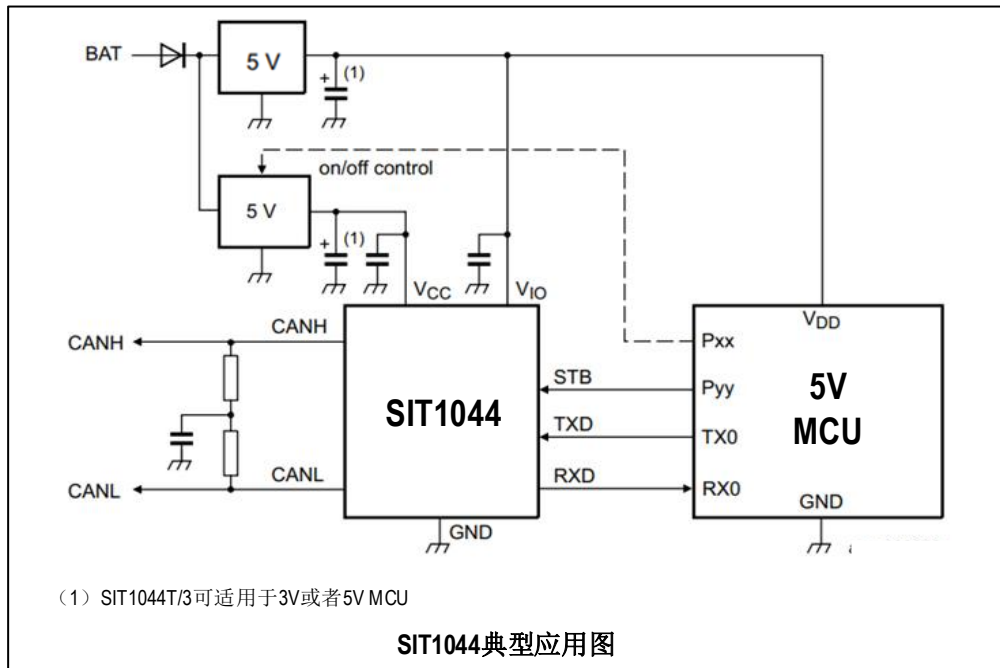 BAT
5 V
(1)
+
on/off control
5 V
(1)
+
VCC
VIO
VDD
CANH
CANH
Pxx
STB
Pyy
SIT1044
5V
MCU
TXD
TX0
CANL
CANL
RXD
RX0
GND
GND
（1）SIT1044T/3可适用于3V或者5V MCU
SIT1044典型应用图